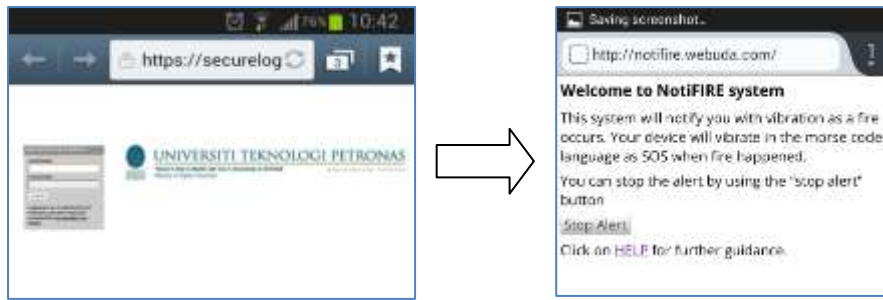 76% 10:42
https://securelog
3
UNIVERSITI TEKNOLOGI PETRONAS
Saving screenshot...
http://notifire.webuda.com/
Welcome to NotiFIRE system
This system will notify you with vibration as a fire
occurs. Your device will vibrate in the morse code
language as SOS when fire happened.
You can stop the alert by using the "stop alert"
button
Stop Alert
Click on HELP for further guidance.